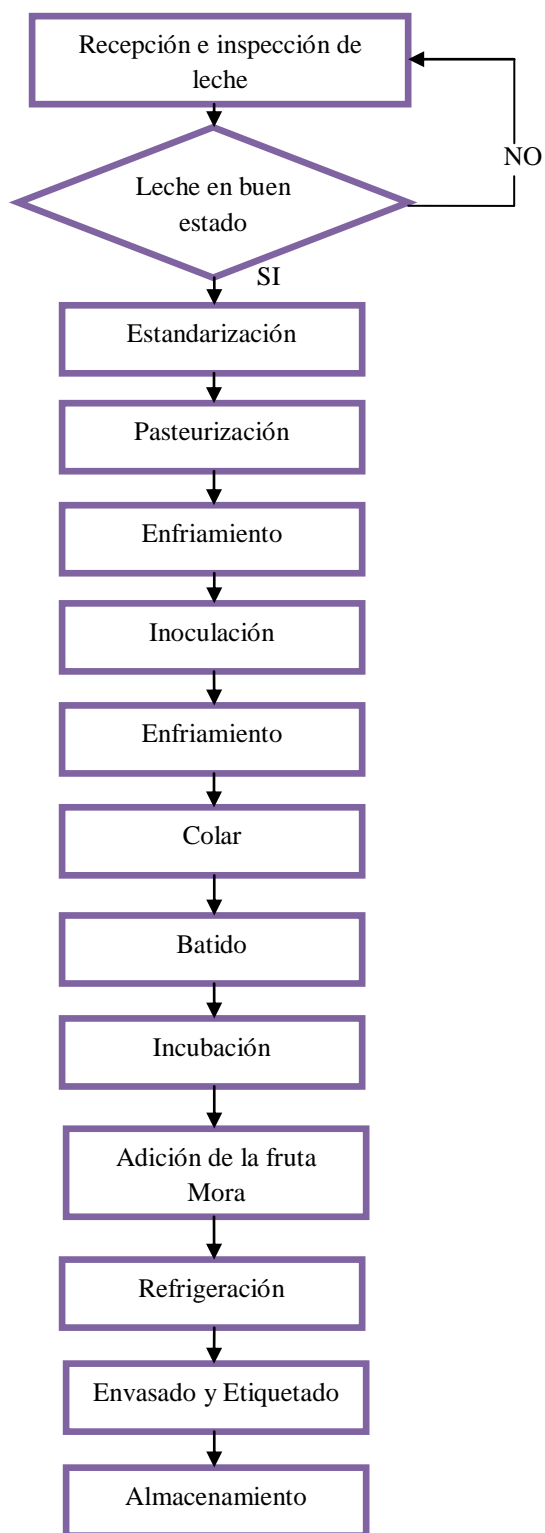 Recepción e inspección de
leche
NO
Leche en buen
estado
SI
Estandarización
Pasteurización
Enfriamiento
Inoculación
Enfriamiento
Colar
Batido
Incubación
Adición de la fruta
Mora
Refrigeración
Envasado y Etiquetado
Almacenamiento